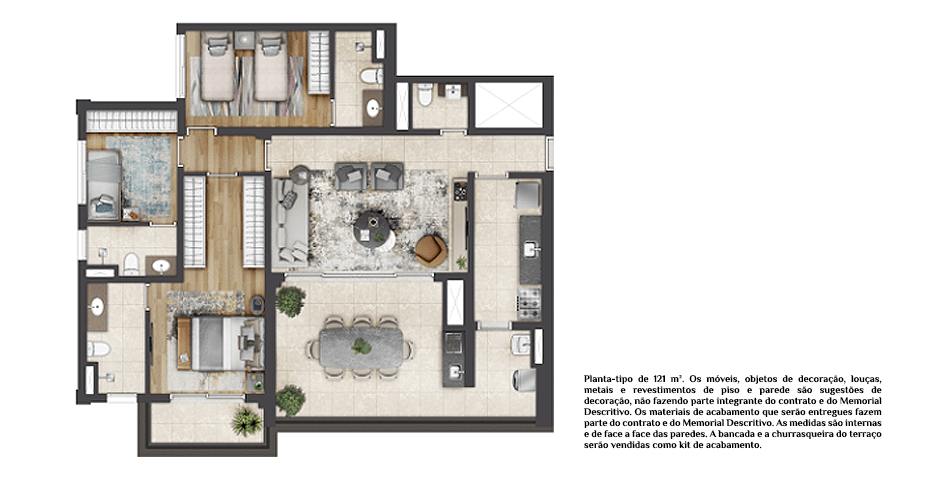 Planta-tipo de 121 m². Os móveis, objetos de decoração, louças,
metais e revestimentos de piso e parede são sugestões de
decoração, não fazendo parte integrante do contrato e do Memorial
Descritivo. Os materiais de acabamento que serão entregues fazem
parte do contrato e do Memorial Descritivo. As medidas são internas
e de face a face das paredes. A bancada e a churrasqueira do terraço
serão vendidas como kit de acabamento.